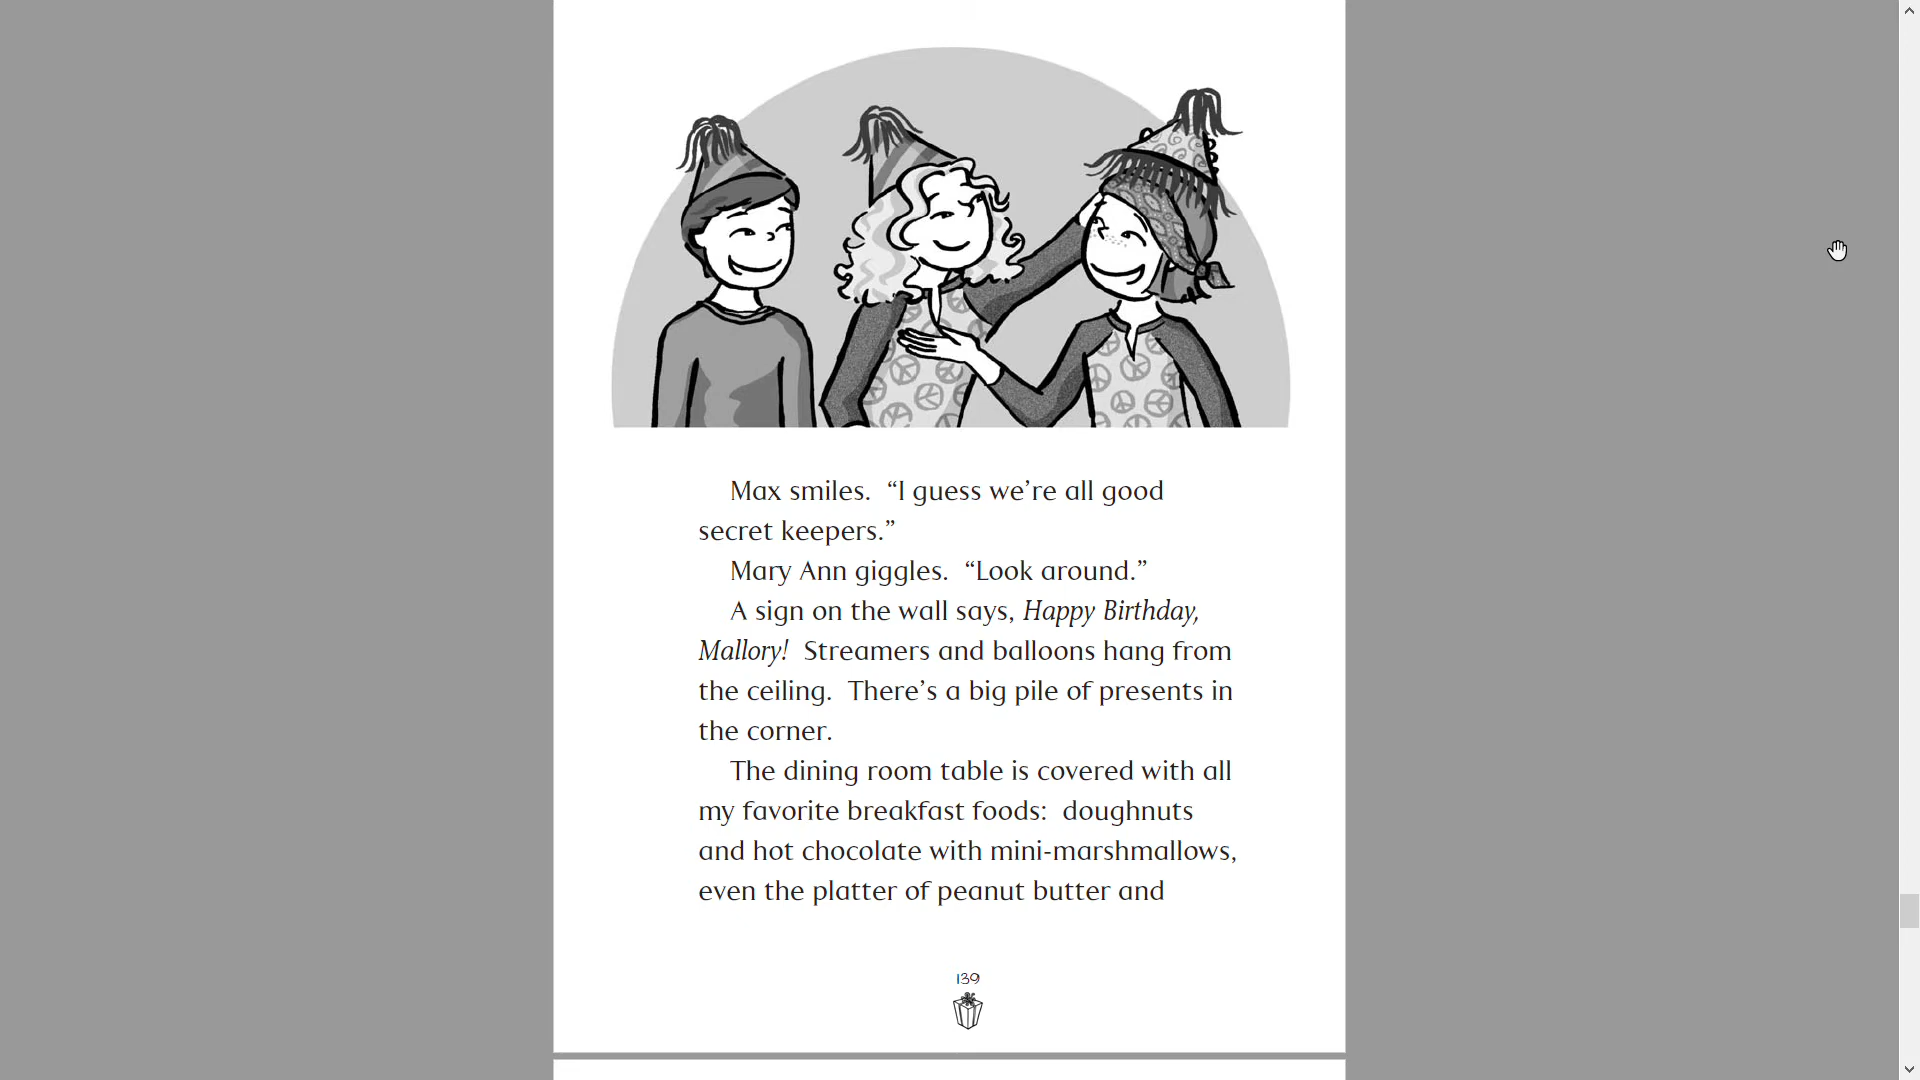 Max smiles.  “I guess we’re all good
secret keepers.”
Mary Ann giggles.  “Look around.”
A sign on the wall says, Happy Birthday,
Mallory!  Streamers and balloons hang from
the ceiling.  There’s a big pile of presents in
the corner.
The dining room table is covered with all
my favorite breakfast foods:  doughnuts
and hot chocolate with mini-marshmallows,
even the platter of peanut butter and
139